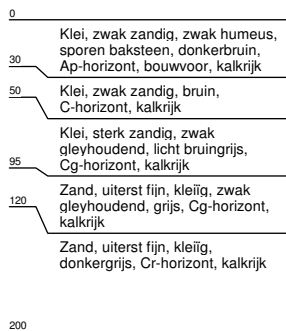 0
Klei, zwak zandig, zwak humeus,
sporen baksteen, donkerbruin,
Ap-horizont, bouwvoor, kalkrijk
30
Klei, zwak zandig, bruin,
C-horizont, kalkrijk
50
Klei, sterk zandig, zwak
gleyhoudend, licht bruingrijs,
Cg-horizont, kalkrijk
95
Zand, uiterst fijn, kleiïg, zwak
gleyhoudend, grijs, Cg-horizont,
kalkrijk
120
Zand, uiterst fijn, kleiïg,
donkergrijs, Cr-horizont, kalkrijk
200